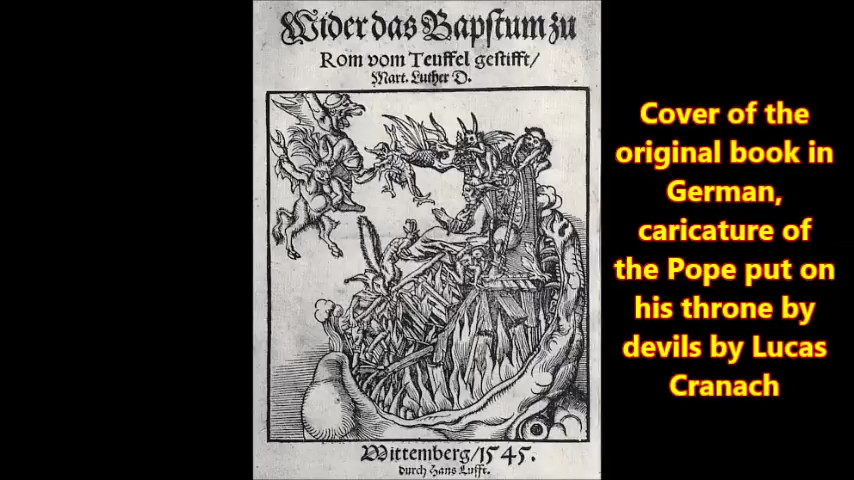 Wider das Bapstum zu
Rom vom Teuffel gestifft/
Mart. Luther D.
Wittemberg/1545.
durch Hans Lufft.
Cover of the
original book in
German,
caricature of
the Pope put on
his throne by
devils by Lucas
Cranach